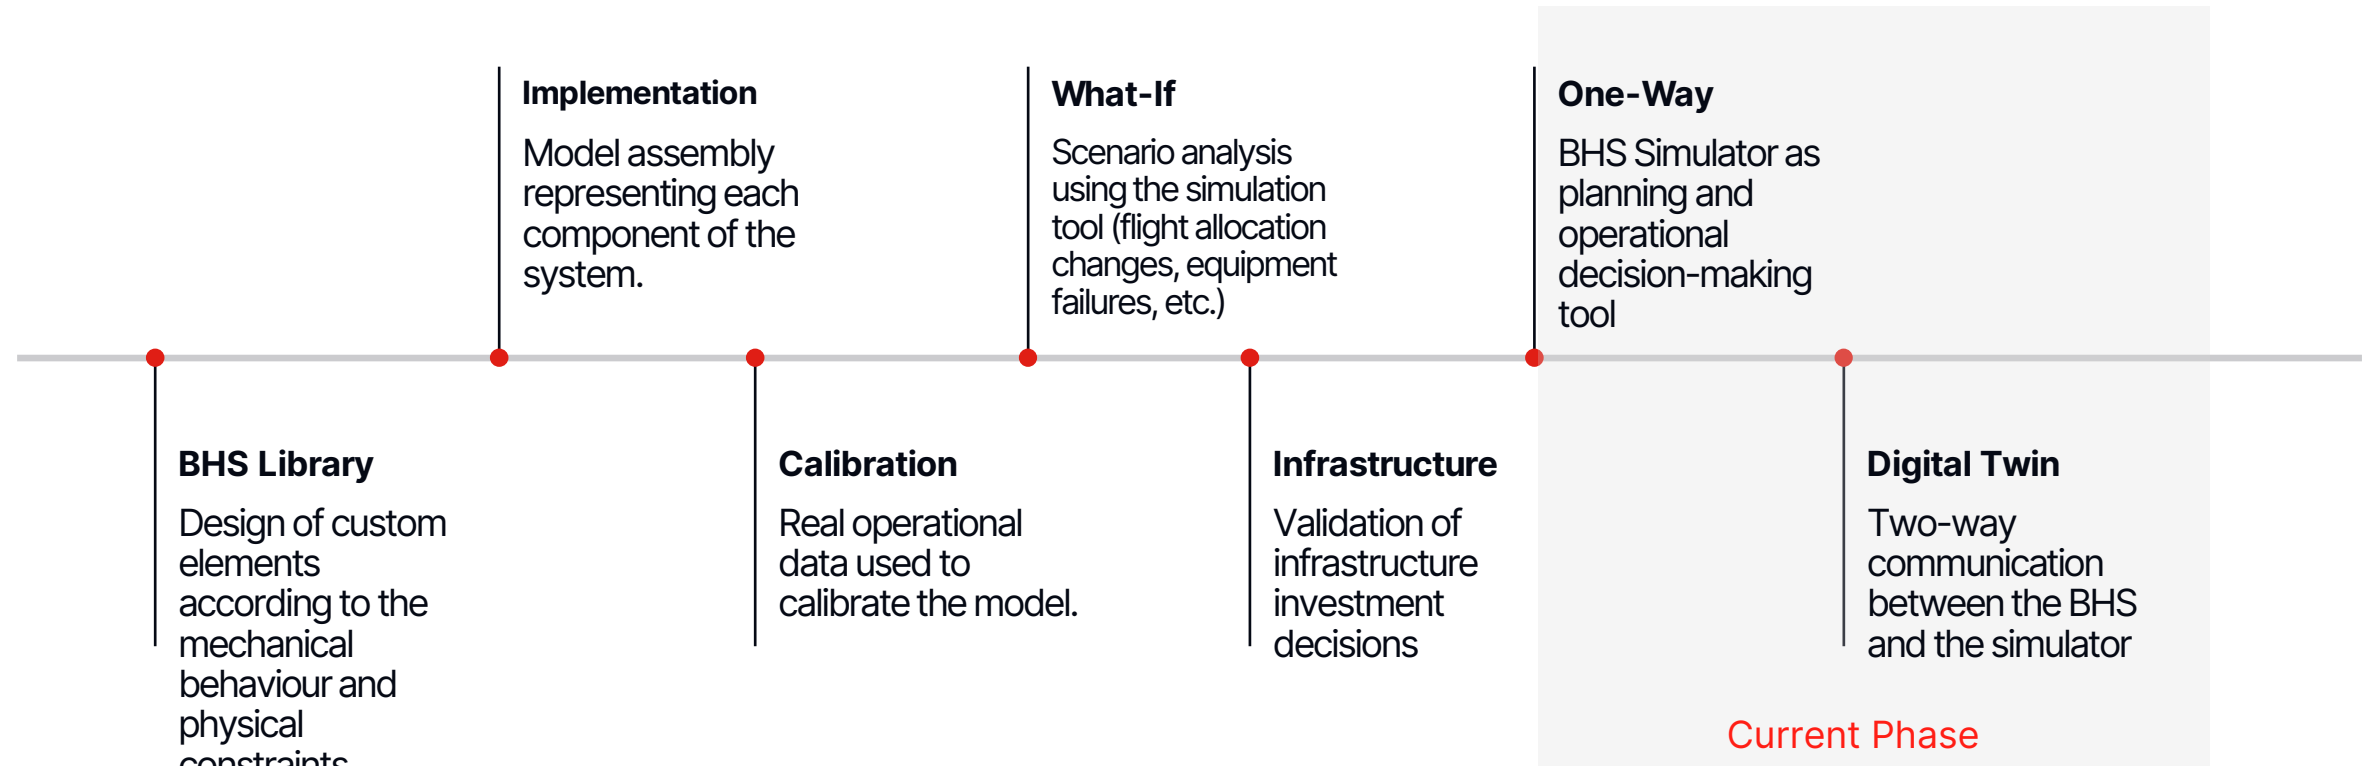 Implementation
Model assembly
representing each
component of the
system.
What-If
Scenario analysis
using the simulation
tool (flight allocation
changes, equipment
failures, etc.)
One-Way
BHS Simulator as
planning and
operational
decision-making
tool
BHS Library
Design of custom
elements
according to the
mechanical
behaviour and
physical
constraints
Calibration
Real operational
data used to
calibrate the model.
Infrastructure
Validation of
infrastructure
investment
decisions
Digital Twin
Two-way
communication
between the BHS
and the simulator
Current Phase